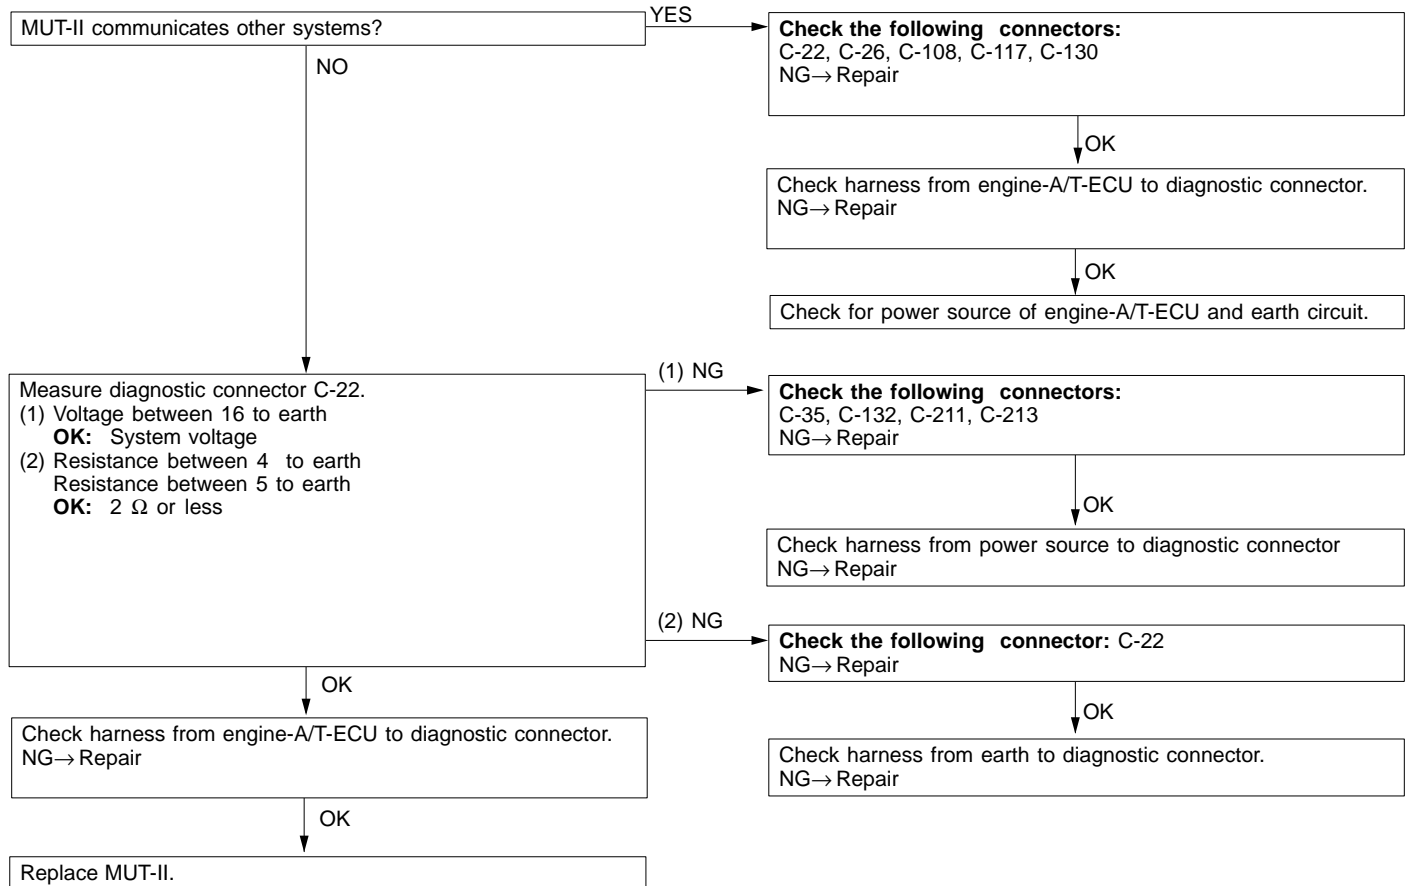 MUT-II communicates other systems?
YES
NO
Check the following connectors:
C-22, C-26, C-108, C-117, C-130
NG→Repair
OK
Check harness from engine-A/T-ECU to diagnostic connector.
NG→Repair
OK
Check for power source of engine-A/T-ECU and earth circuit.
Measure diagnostic connector C-22.
(1) Voltage between 16 to earth
OK: System voltage
(2) Resistance between 4 to earth
Resistance between 5 to earth
OK: 2 Ω or less
(1) NG
Check the following connectors:
C-35, C-132, C-211, C-213
NG→Repair
OK
Check harness from power source to diagnostic connector
NG→Repair
(2) NG
Check the following connector: C-22
NG→Repair
OK
Check harness from earth to diagnostic connector.
NG→Repair
OK
Check harness from engine-A/T-ECU to diagnostic connector.
NG→Repair
OK
Replace MUT-II.